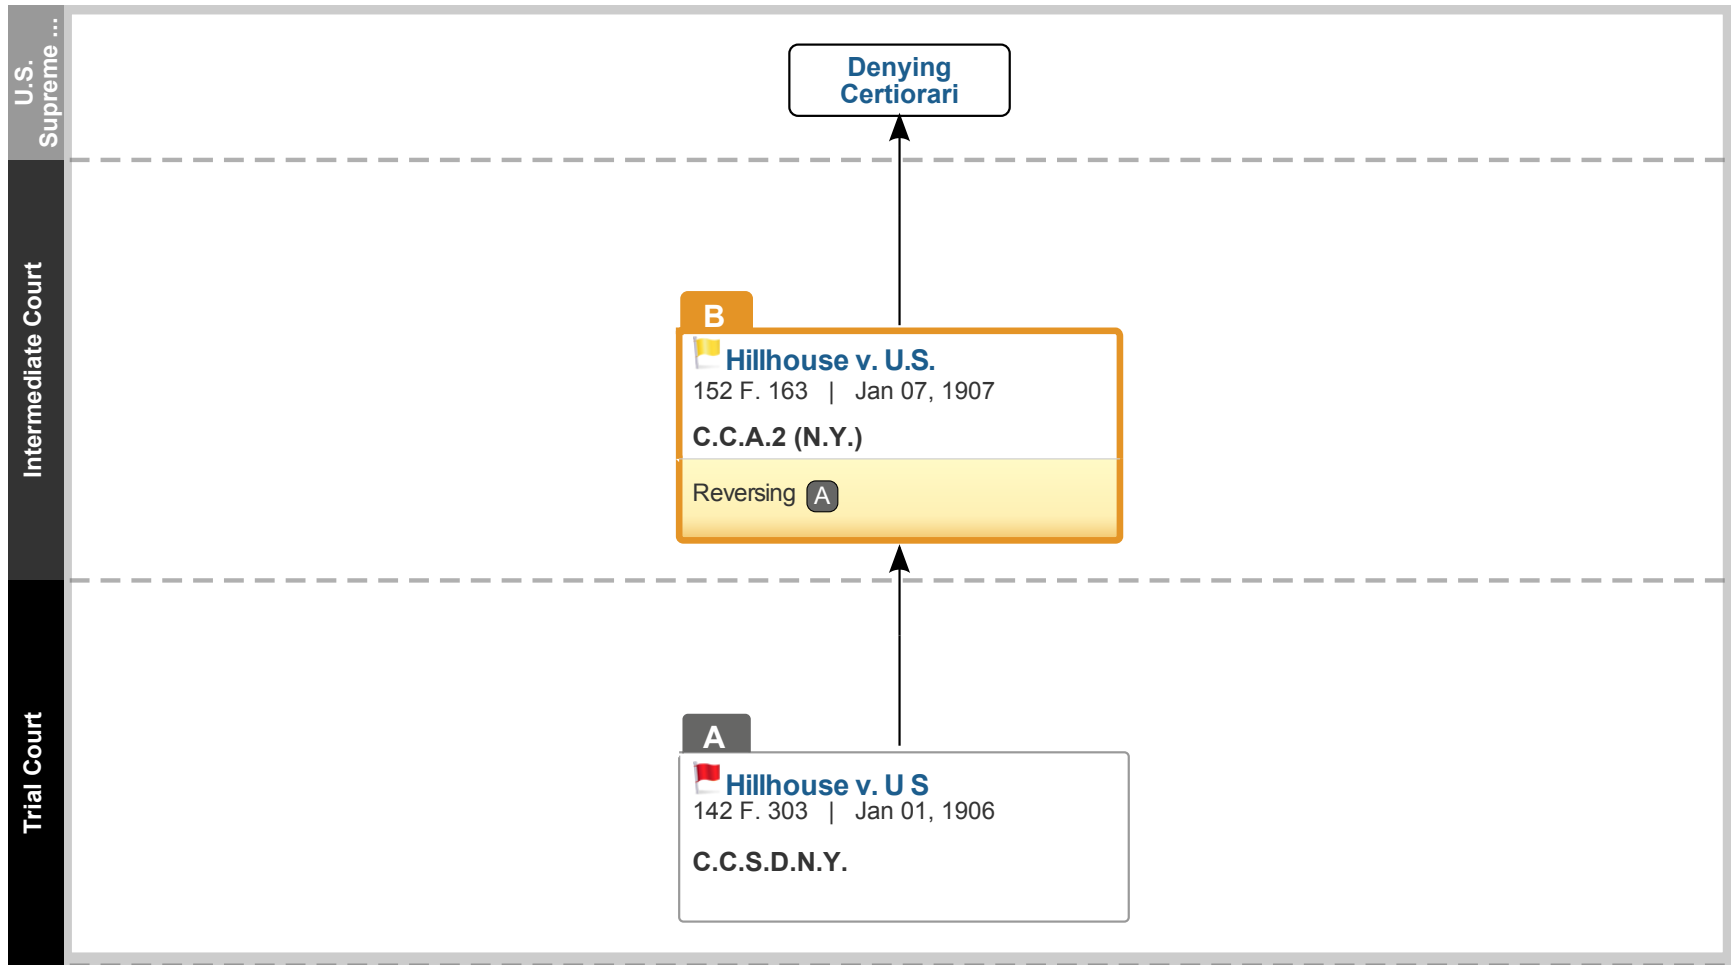 U.S.
Supreme ...
Denying
Certiorari
Intermediate Court
B
Hillhouse v. U.S.
152 F. 163 | Jan 07, 1907
C.C.A.2 (N.Y.)
Reversing A
Trial Court
A
Hillhouse v. U S
142 F. 303 | Jan 01, 1906
C.C.S.D.N.Y.